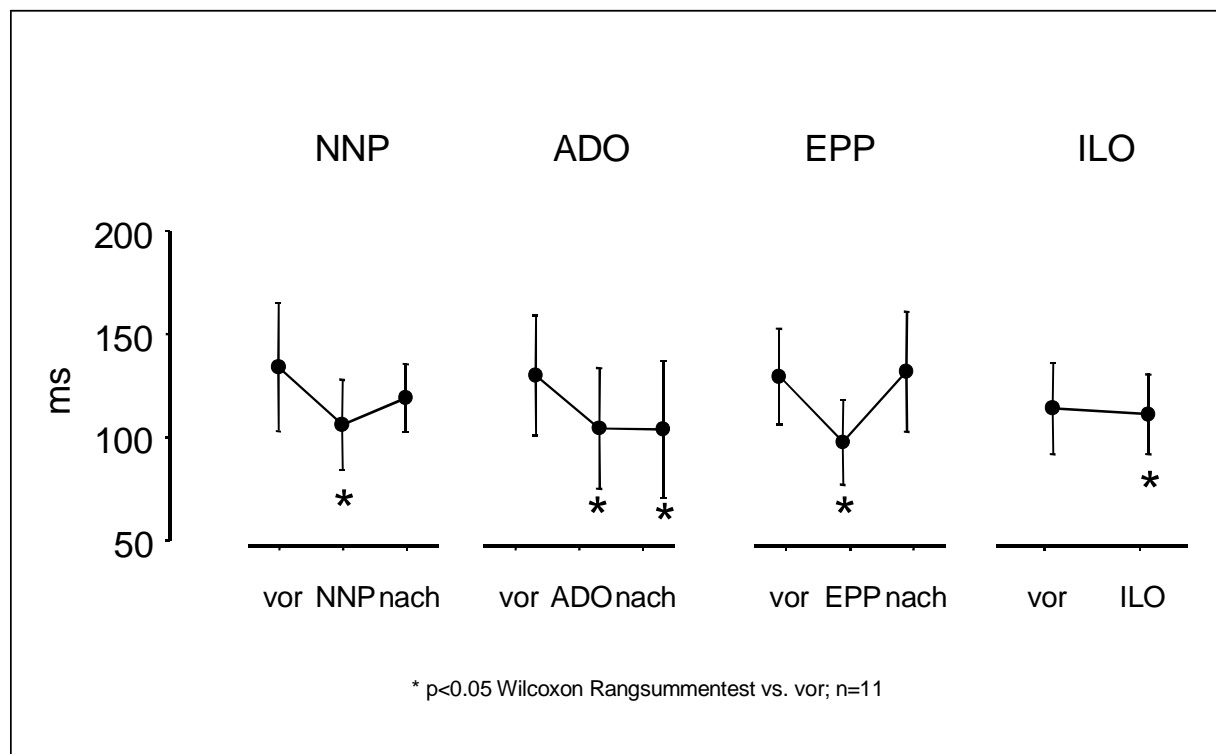 NNP ADO EPP ILO
200
150
100
50
ms
* * * * *
vor NNP nach vor ADO nach vor EPP nach vor ILO
* p<0.05 Wilcoxon Rangsummentest vs. vor; n=11